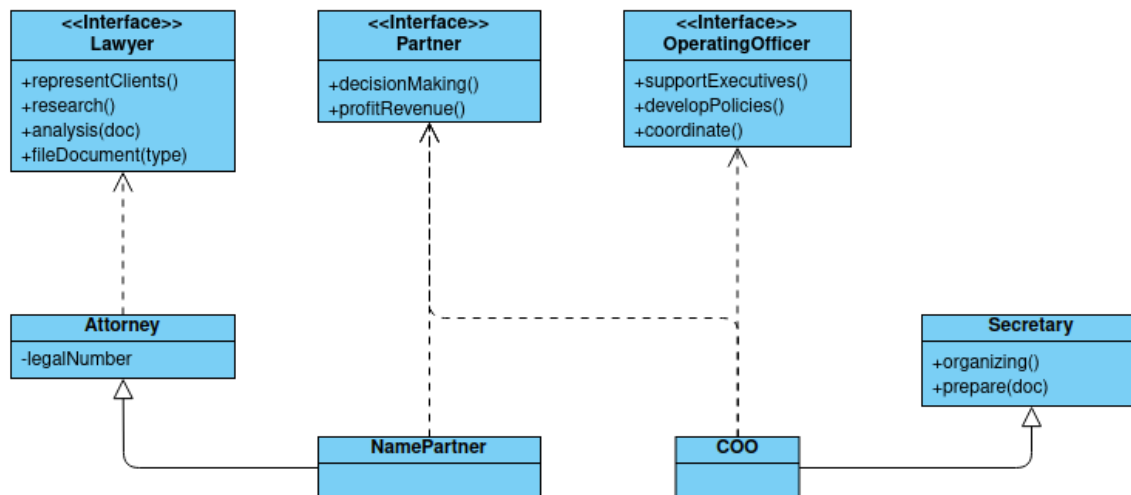 <<Interface>>
Lawyer
+representClients()
+research()
+analysis(doc)
+fileDocument(type)
<<Interface>>
Partner
+decisionMaking()
+profitRevenue()
<<Interface>>
OperatingOfficer
+supportExecutives()
+developPolicies()
+coordinate()
Attorney
-legalNumber
Secretary
+organizing()
+prepare(doc)
NamePartner
COO